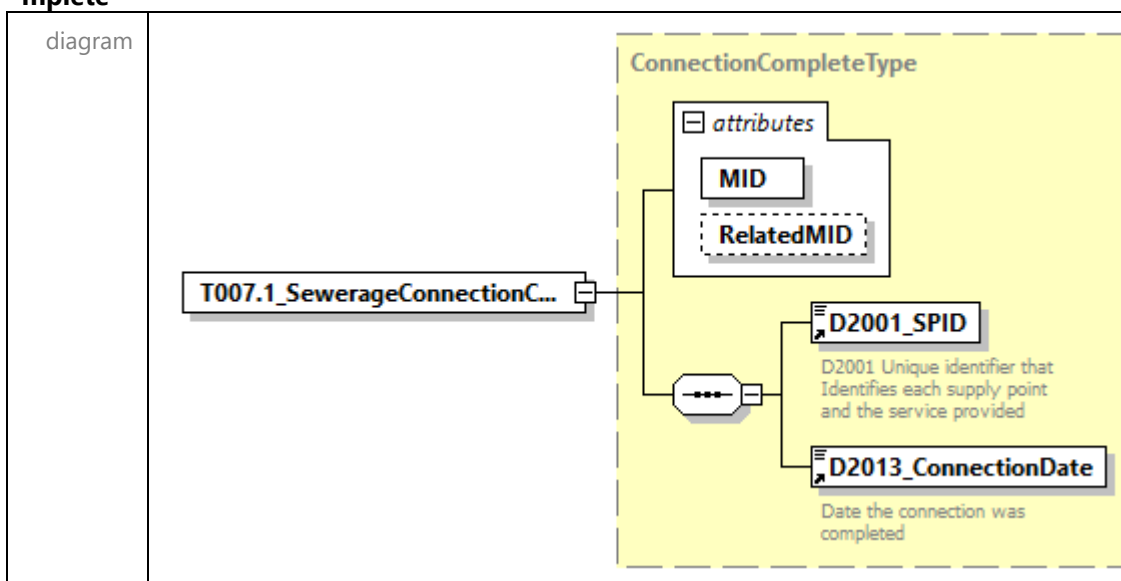 mplete
diagram
ConnectionCompleteType
attributes
MID
RelatedMID
T007.1_SewerageConnectionC...
D2001_SPID
D2001 Unique identifier that
Identifies each supply point
and the service provided
D2013_ConnectionDate
Date the connection was
completed